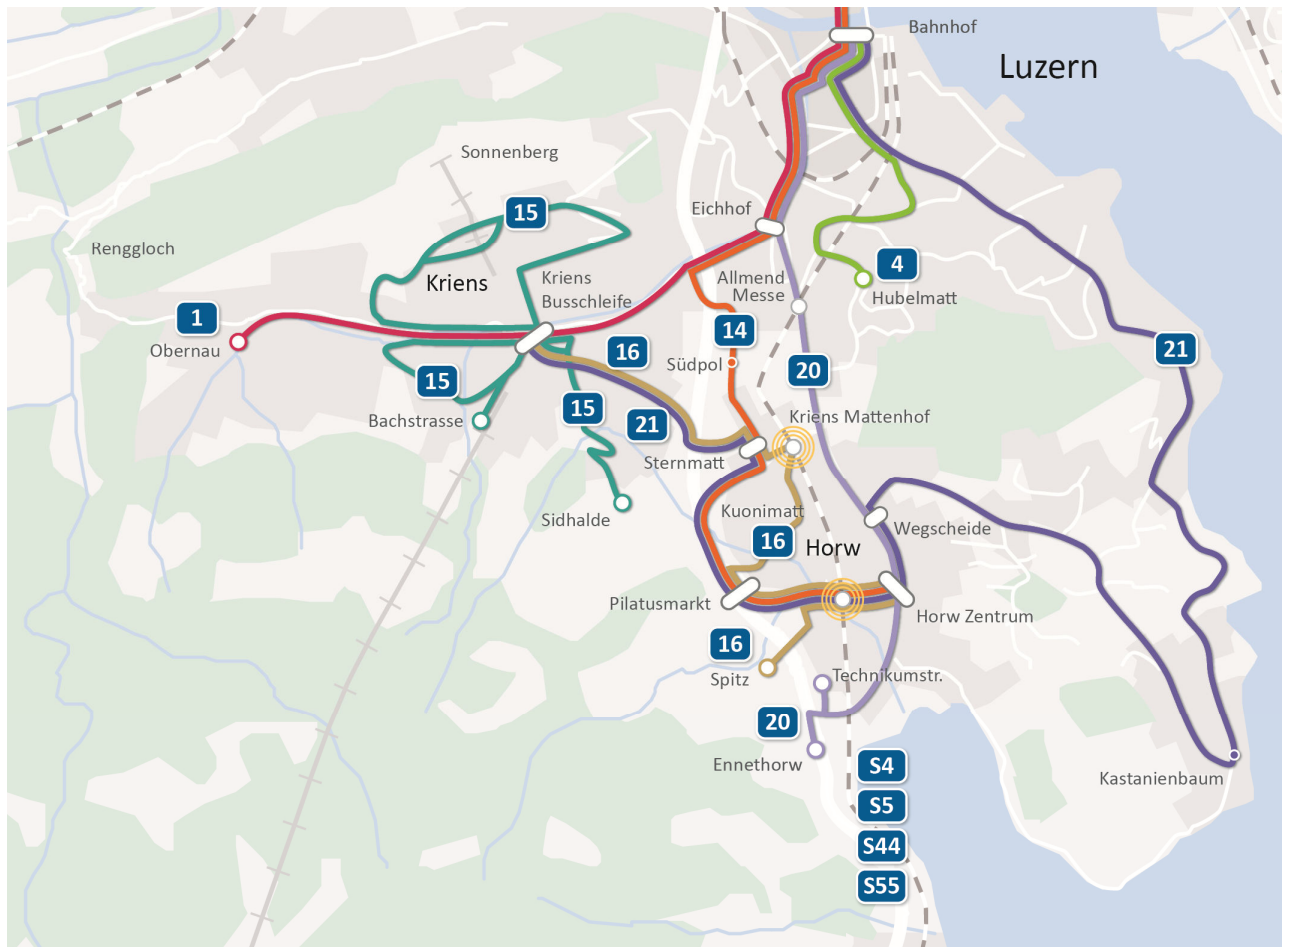 Bahnhof
Luzern
Sonnenberg
15
Eichhof
Renggloch
4
Kriens
Kriens
Busschleife
Allmend
Messe
Hubelmatt
1
14
Obernau
16
21
Südpol
20
15
15
Bachstrasse
21
Kriens Mattenhof
Sternmatt
Sidhalde
Kuonimatt
Wegscheide
16
Horw
Pilatusmarkt
Horw Zentrum
16
Spitz
Technikumstr.
20
Ennethorw
S4
Kastanienbaum
S5
S44
S55